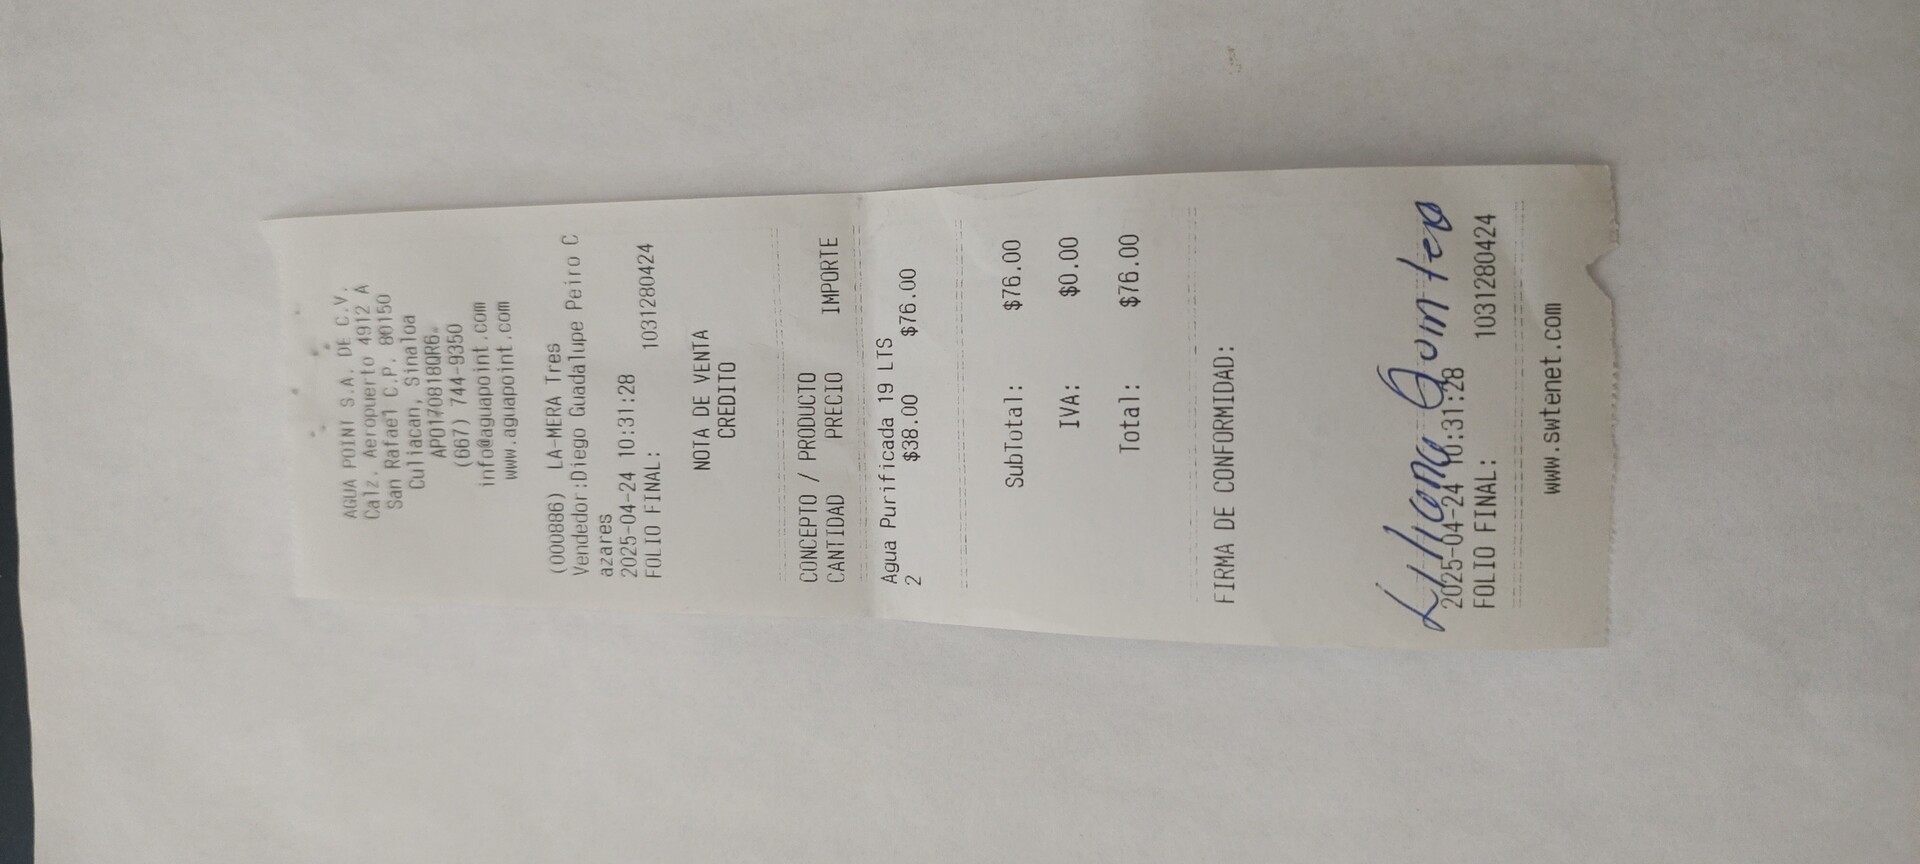 AGUA POINT S.A. DE C.V.
Calz. Aeropuerto 4912 A
San Rafael C.P. 80150
Culiacan, Sinaloa
APO170818QR6.
(667) 744-9350
info@aguapoint.com
www.aguapoint.com
(000886) LA-MERA Tres
Vendedor:Diego Guadalupe Peiro C
azares
2025-04-24 10:31:28
FOLIO FINAL: 1031280424
NOTA DE VENTA
CREDITO
CONCEPTO / PRODUCTO
CANTIDAD PRECIO IMPORTE
Agua Purificada 19 LTS
2 $38.00 $76.00
SubTotal: $76.00
IVA: $0.00
Total: $76.00
FIRMA DE CONFORMIDAD:
2025-04-24 10:31:28
FOLIO FINAL: 1031280424
www.swtenet.com